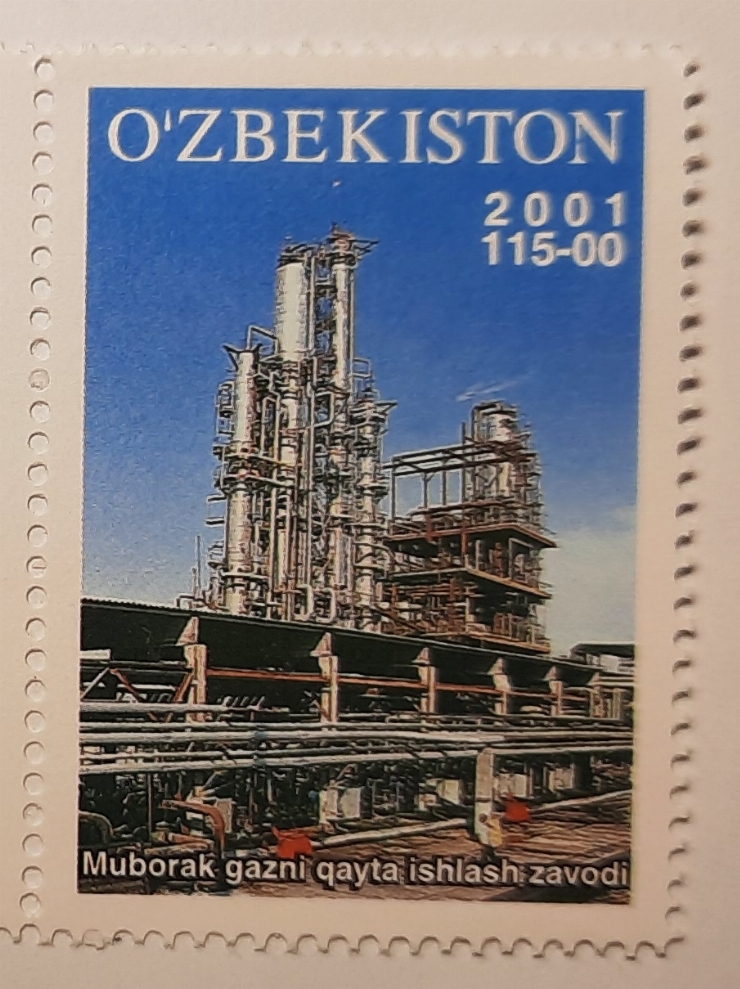 O'ZBEKISTON
2001
115-00
Muborak gazni qayta ishlash zavodi